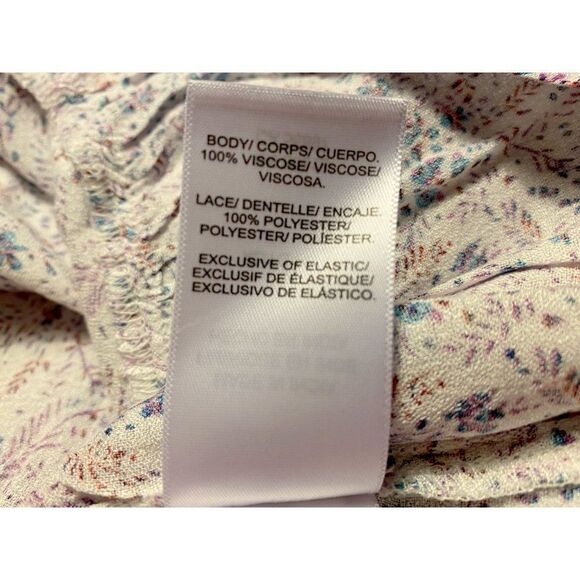 BODY/ CORPS/ CUERPO.
100% VISCOSE/ VISCOSE/
VISCOSA.
LACE/ DENTELLE/ ENCAJE.
100% POLYESTER/
POLYESTER/ POLÍESTER.
EXCLUSIVE OF ELASTIC/
EXCLUSIF DE ÉLASTIQUE/
EXCLUSIVO DE ELÁSTICO.